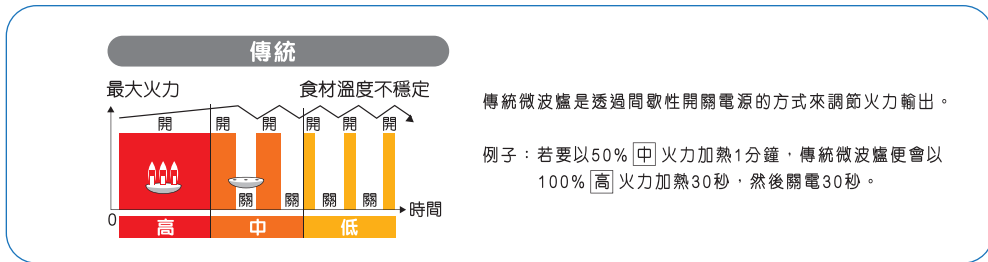 傳統
最大火力 食材溫度不穩定
開 開 開 開 開 開
關 關 關 關
0 時間
高 中 低
傳統微波爐是透過間歇性開關電源的方式來調節火力輸出。
例子：若要以50% 中 火力加熱1分鐘，傳統微波爐便會以
100% 高 火力加熱30秒，然後關電30秒。